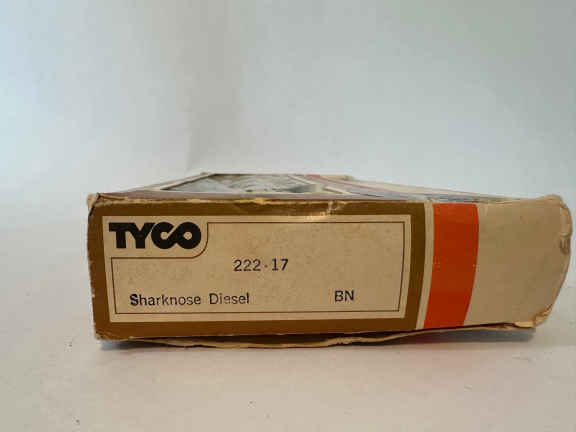 TYCO
222·17
Sharknose Diesel BN